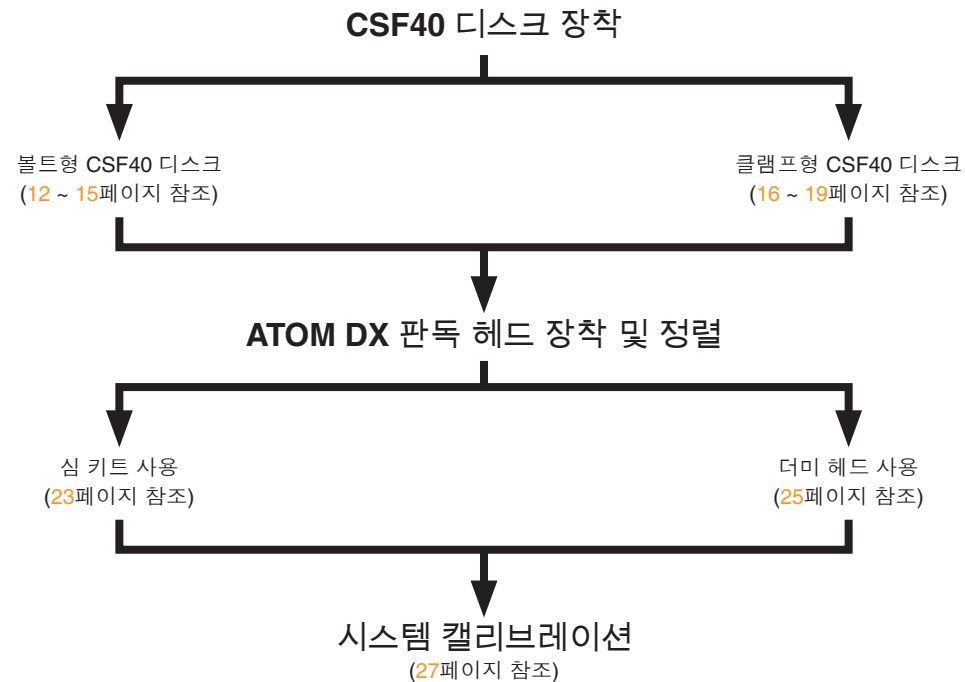 CSF40 디스크 장착
볼트형 CSF40 디스크
(12 ~ 15페이지 참조)
클램프형 CSF40 디스크
(16 ~ 19페이지 참조)
ATOM DX 판독 헤드 장착 및 정렬
심 키트 사용
(23페이지 참조)
더미 헤드 사용
(25페이지 참조)
시스템 캘리브레이션
(27페이지 참조)